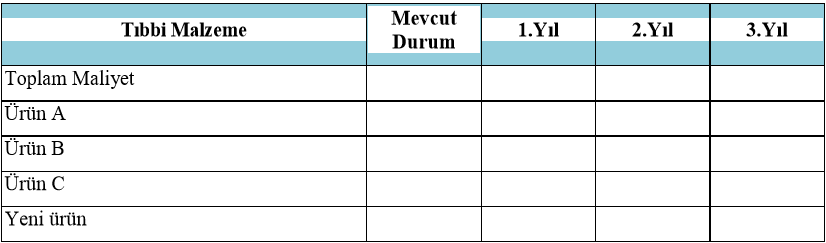 Tıbbi Malzeme
Mevcut
Durum
1.Yıl
2.Yıl
3.Yıl
Toplam Maliyet
Ürün A
Ürün B
Ürün C
Yeni ürün